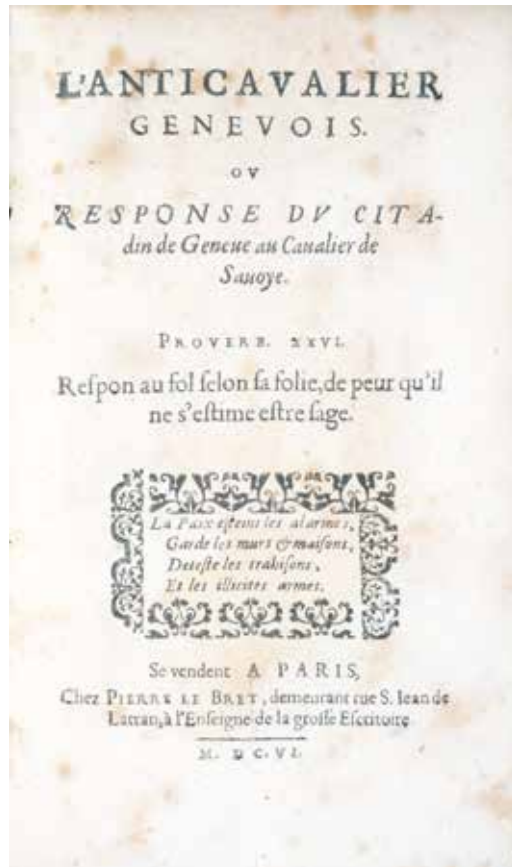 L'ANTICAVALIER
GENEVOIS.
OV
RESPONSE DV CITA-
din de Geneue au Caualier de
Sauoye.
PROVERB. XXVI.
Reſpon au fol ſelon ſa folie, de peur qu'il
ne s'eſtime eſtre ſage.
La Paix eſteint les alarmes,
Garde les murs & maiſons,
Deteſte les trahiſons,
Et les illicites armes.
Se vendent A PARIS,
Chez PIERRE LE BRET, demeurant rue S. Iean de
Latran, à l'Enſeigne de la groſſe Eſcritoire
M. DC. VI.